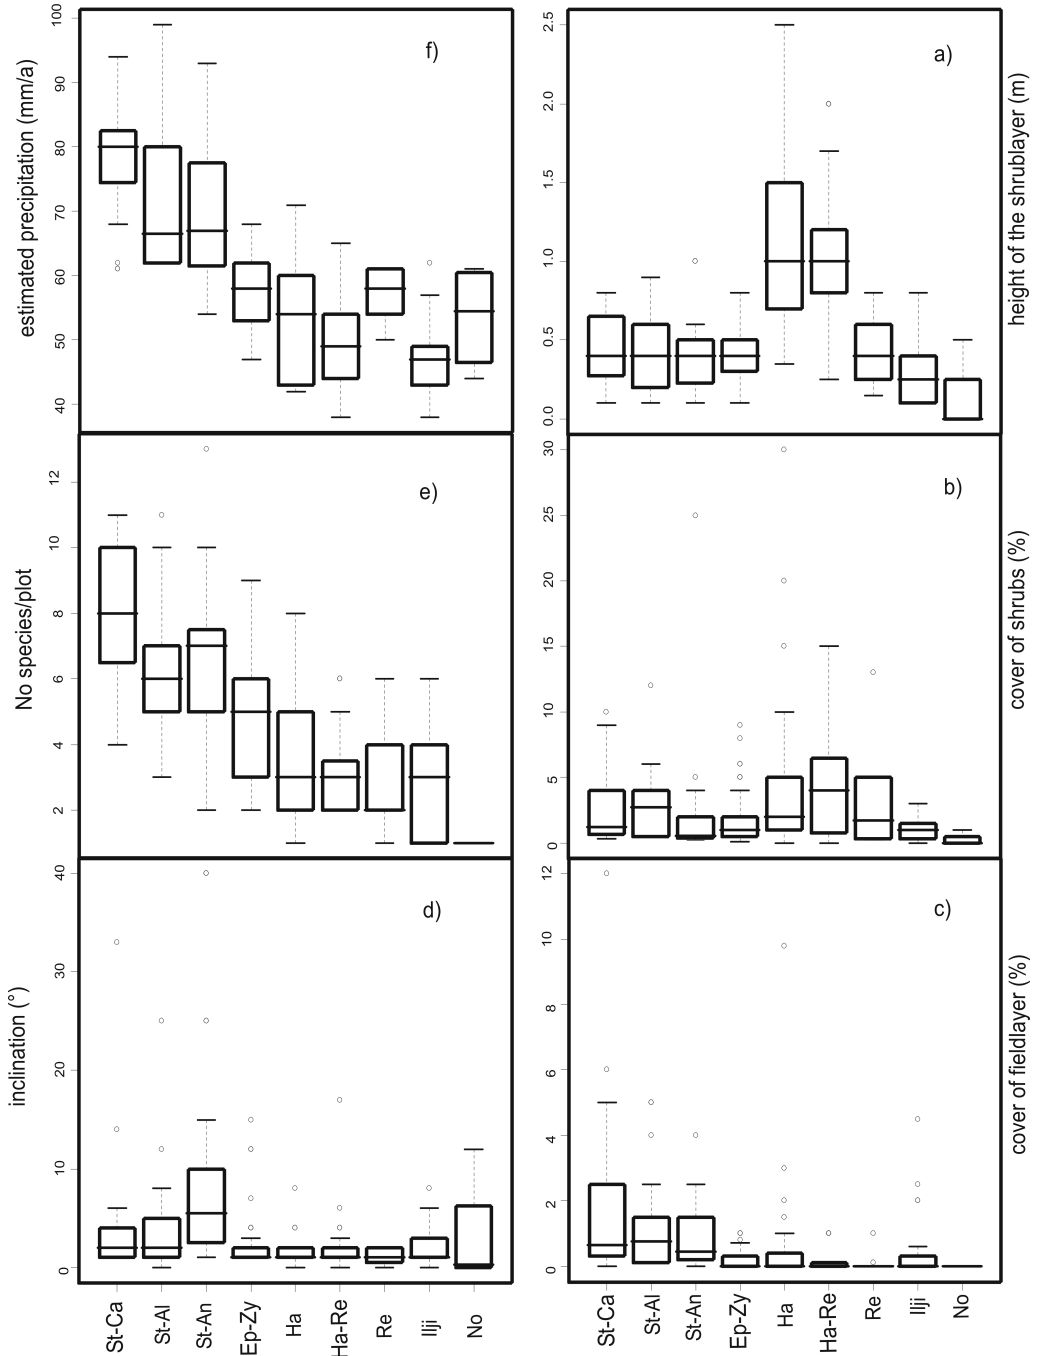 estimated precipitation (mm/a)
100
90
80
70
60
50
40
f)
2.5
2.0
1.5
1.0
0.5
0.0
a)
height of the shrublayer (m)
No species/plot
12
10
8
6
4
2
e)
30
25
20
15
10
5
0
b)
cover of shrubs (%)
inclination (°)
40
30
20
10
0
d)
12
10
8
6
4
2
0
c)
cover of fieldlayer (%)
St-Ca
St-Al
St-An
Ep-Zy
Ha
Ha-Re
Re
Ilji
No
St-Ca
St-Al
St-An
Ep-Zy
Ha
Ha-Re
Re
Ilji
No